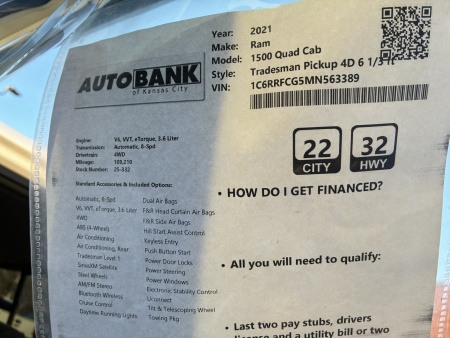 Year: 2021
Make: Ram
Model: 1500 Quad Cab
Style: Tradesman Pickup 4D 6 1/3 ft
VIN: 1C6RRFCG5MN563389
AUTOBANK
of Kansas City
Engine: V6, VVT, eTorque, 3.6 Liter
Transmission: Automatic, 8-Spd
Drivetrain: 4WD
Mileage: 109,210
Stock Number: 25-332
22 CITY
32 HWY
Standard Accessories & Included Options:
Automatic, 8-Spd
V6, VVT, eTorque, 3.6 Liter
4WD
ABS (4-Wheel)
Air Conditioning
Air Conditioning, Rear
Tradesman Level 1
SiriusXM Satellite
Steel Wheels
AM/FM Stereo
Bluetooth Wireless
Cruise Control
Daytime Running Lights
Dual Air Bags
F&R Head Curtain Air Bags
F&R Side Air Bags
Hill Start Assist Control
Keyless Entry
Push Button Start
Power Door Locks
Power Steering
Power Windows
Electronic Stability Control
Uconnect
Tilt & Telescoping Wheel
Towing Pkg
• HOW DO I GET FINANCED?
• All you will need to qualify:
• Last two pay stubs, drivers
license and a utility bill or two